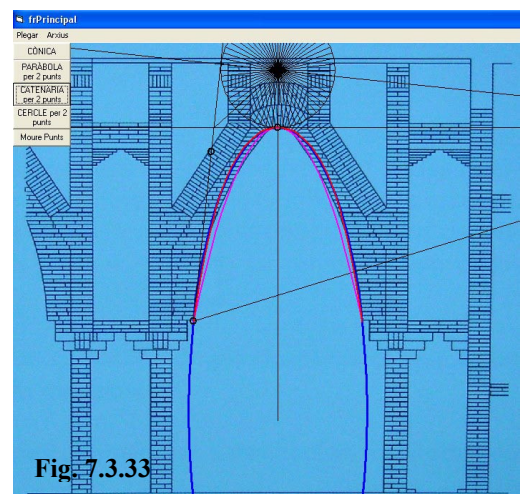 frPrincipal
Plegar Arxius
CÒNICA
PARÀBOLA
per 2 punts
CATENÀRIA
per 2 punts
CERCLE per 2
punts
Moure Punts
Fig. 7.3.33